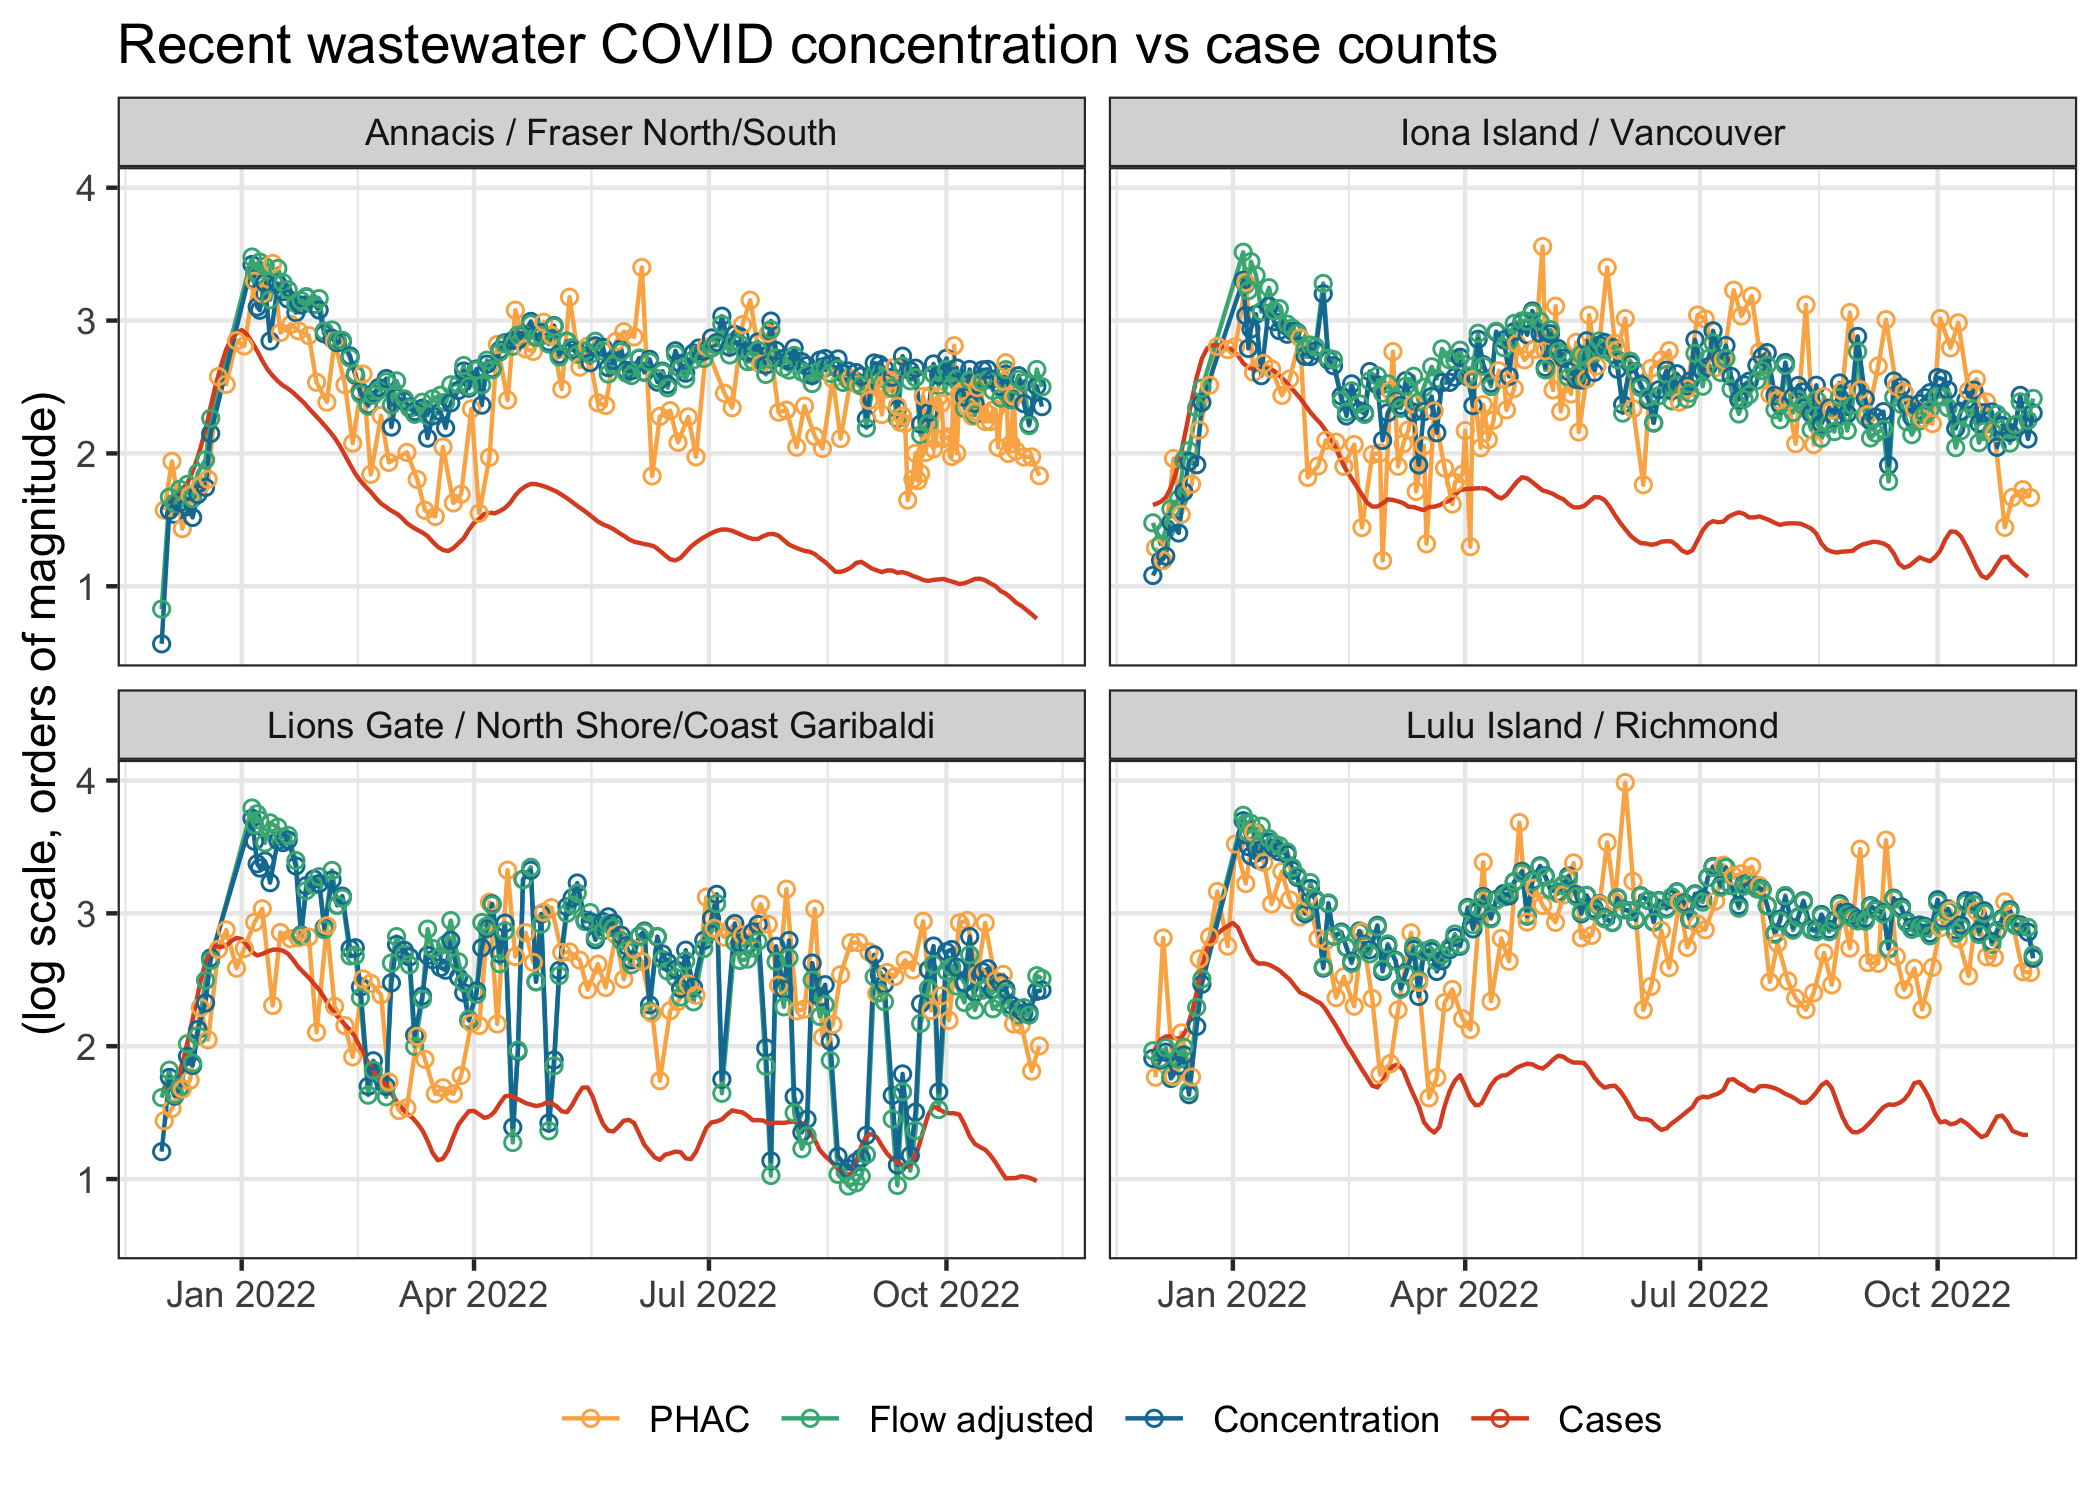 Recent wastewater COVID concentration vs case counts
Annacis / Fraser North/South
Iona Island / Vancouver
4
3
2
1
(log scale, orders of magnitude)
Lions Gate / North Shore/Coast Garibaldi
Lulu Island / Richmond
4
3
2
1
Jan 2022 Apr 2022 Jul 2022 Oct 2022
Jan 2022 Apr 2022 Jul 2022 Oct 2022
PHAC Flow adjusted Concentration Cases